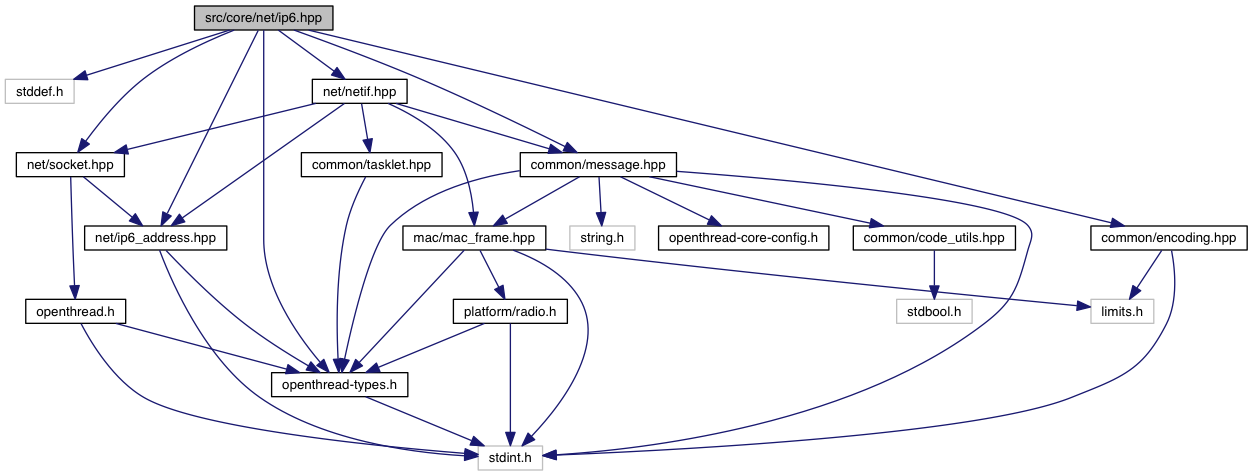 src/core/net/ip6.hpp
stddef.h
net/netif.hpp
net/socket.hpp
common/tasklet.hpp
common/message.hpp
net/ip6_address.hpp
mac/mac_frame.hpp
string.h
openthread-core-config.h
common/code_utils.hpp
common/encoding.hpp
openthread.h
platform/radio.h
stdbool.h
limits.h
openthread-types.h
stdint.h